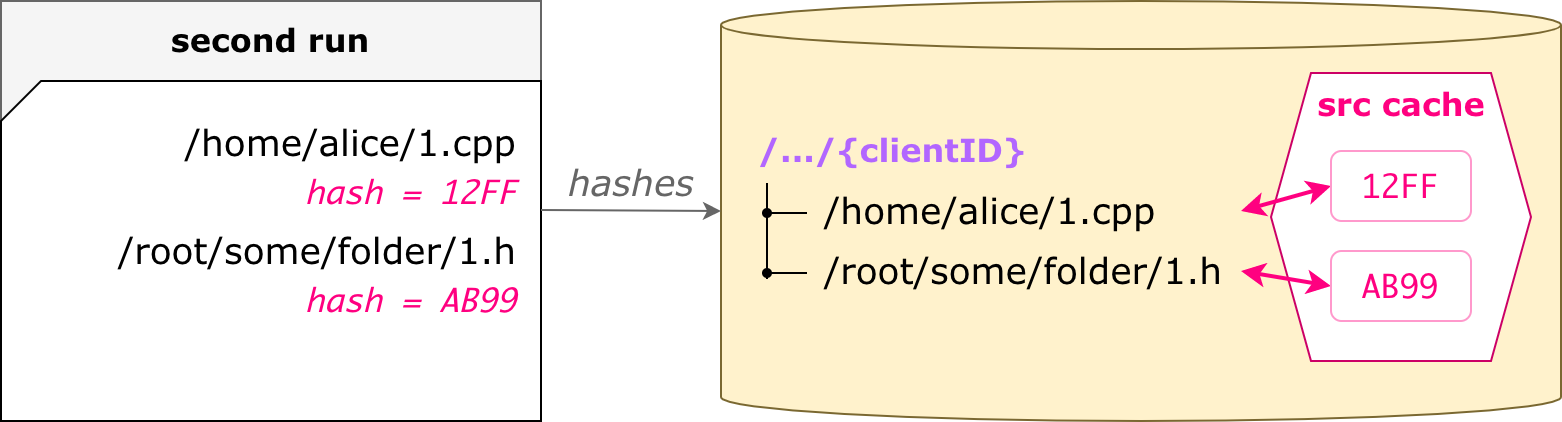 second run
/home/alice/1.cpp
hash = 12FF
/root/some/folder/1.h
hash = AB99
hashes
/.../{clientID}
/home/alice/1.cpp
/root/some/folder/1.h
src cache
12FF
AB99